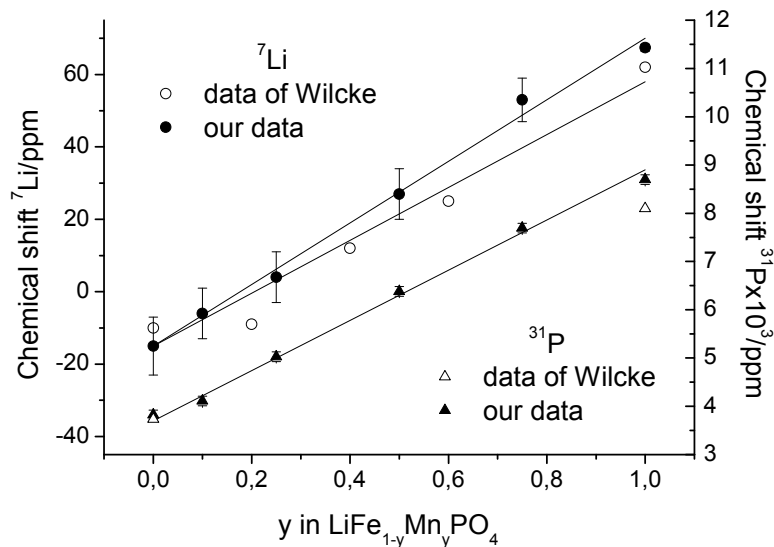 ⁷Li
data of Wilcke
our data
³¹P
data of Wilcke
our data
Chemical shift ⁷Li/ppm
60
40
20
0
-20
-40
Chemical shift ³¹Px10³/ppm
12
11
10
9
8
7
6
5
4
3
0,0 0,2 0,4 0,6 0,8 1,0
y in LiFe₁₋yMnyPO₄